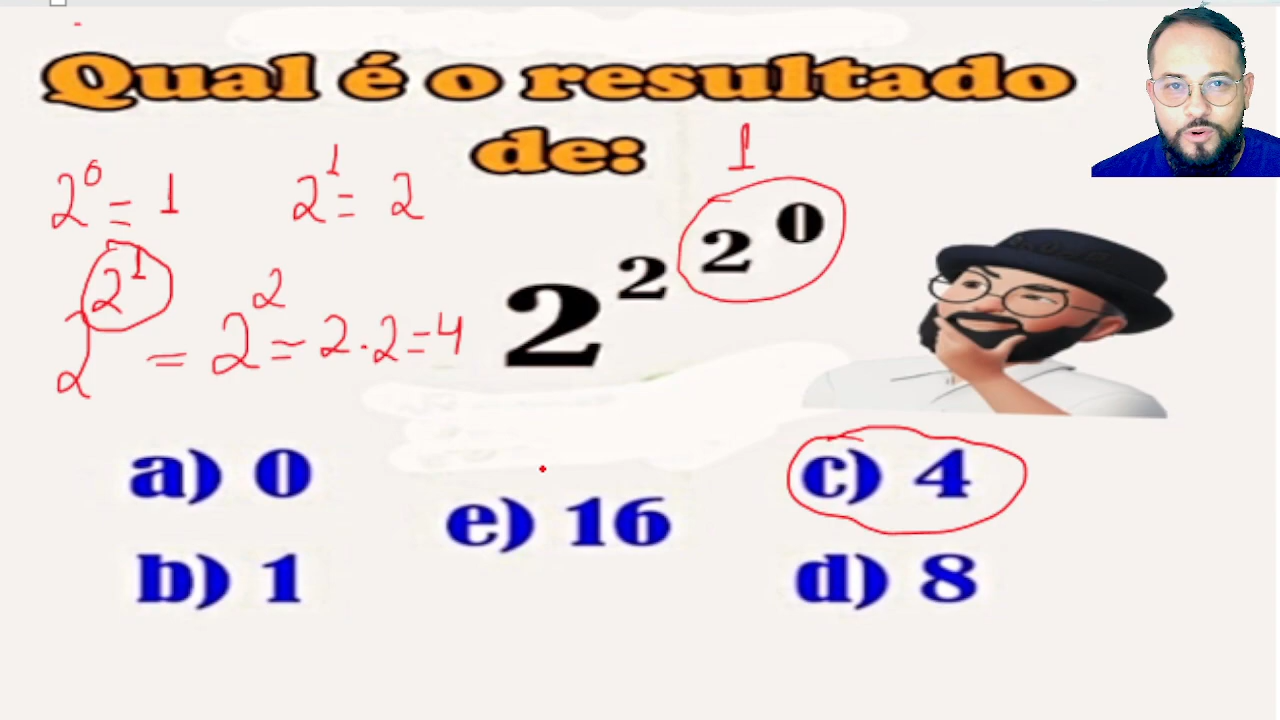 Qual é o resultado
de:
1
2⁰ = 1
2¹ = 2
2^2^2^0
2^2^1 = 2² = 2.2=4
a) 0
c) 4
e) 16
b) 1
d) 8